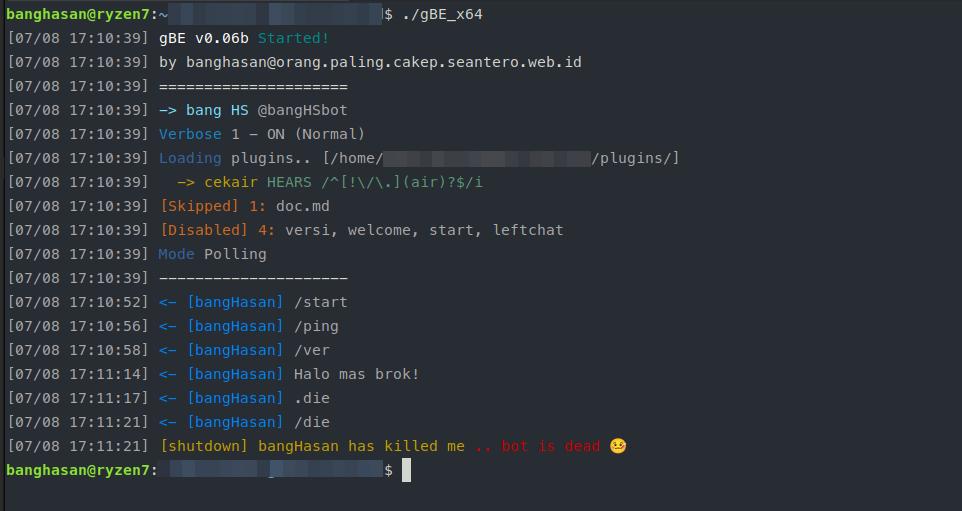 banghasan@ryzen7:~$ ./gBE_x64
[07/08 17:10:39] gBE v0.06b Started!
[07/08 17:10:39] by banghasan@orang.paling.cakep.seantero.web.id
[07/08 17:10:39] =====================
[07/08 17:10:39] -> bang HS @bangHSbot
[07/08 17:10:39] Verbose 1 - ON (Normal)
[07/08 17:10:39] Loading plugins.. [/home/ /plugins/]
[07/08 17:10:39]   -> cekair HEARS /^[!\/\.](air)?$/i
[07/08 17:10:39] [Skipped] 1: doc.md
[07/08 17:10:39] [Disabled] 4: versi, welcome, start, leftchat
[07/08 17:10:39] Mode Polling
[07/08 17:10:39] ---------------------
[07/08 17:10:52] <- [bangHasan] /start
[07/08 17:10:56] <- [bangHasan] /ping
[07/08 17:10:58] <- [bangHasan] /ver
[07/08 17:11:14] <- [bangHasan] Halo mas brok!
[07/08 17:11:17] <- [bangHasan] .die
[07/08 17:11:21] <- [bangHasan] /die
[07/08 17:11:21] [shutdown] bangHasan has killed me .. bot is dead 🤒
banghasan@ryzen7: $